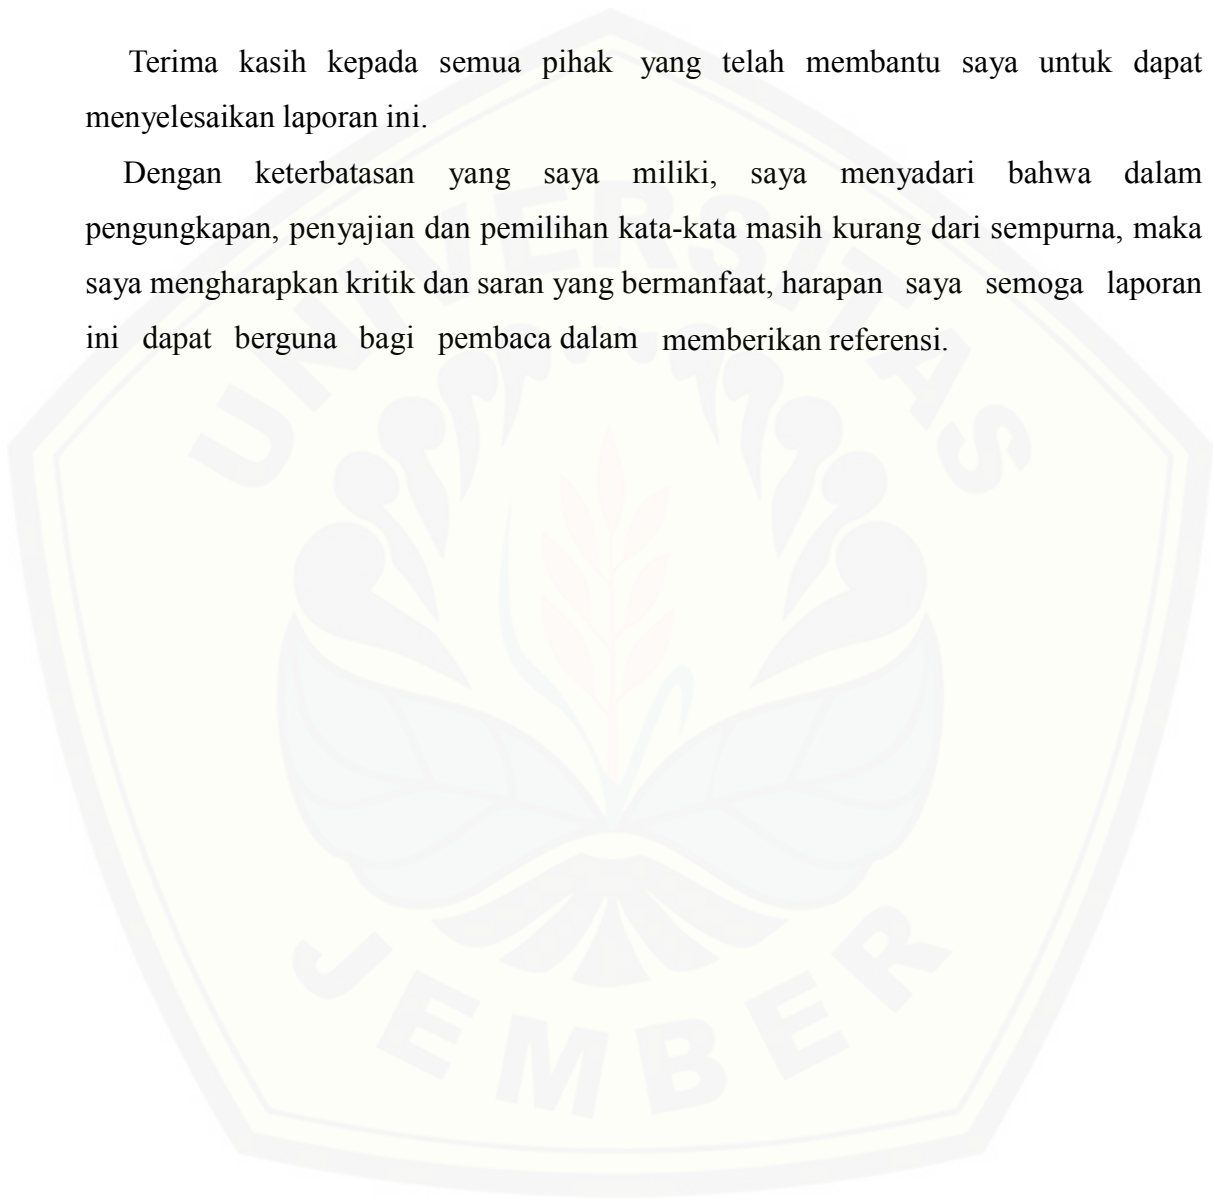 Terima kasih kepada semua pihak yang telah membantu saya untuk dapat
menyelesaikan laporan ini.
Dengan keterbatasan yang saya miliki, saya menyadari bahwa dalam
pengungkapan, penyajian dan pemilihan kata-kata masih kurang dari sempurna, maka
saya mengharapkan kritik dan saran yang bermanfaat, harapan saya semoga laporan
ini dapat berguna bagi pembaca dalam memberikan referensi.
UNIVERSITAS
JEMBER